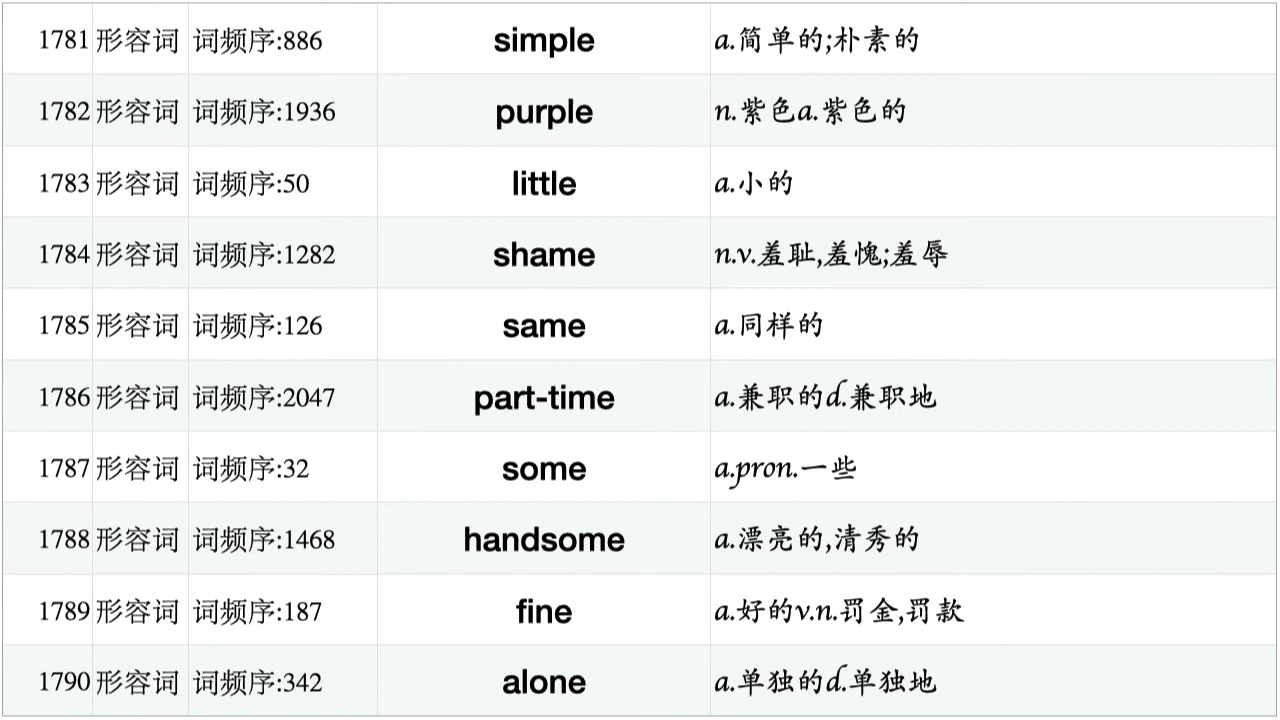 1781 形容词 词频序:886 simple a.简单的;朴素的
1782 形容词 词频序:1936 purple n.紫色a.紫色的
1783 形容词 词频序:50 little a.小的
1784 形容词 词频序:1282 shame n.v.羞耻,羞愧;羞辱
1785 形容词 词频序:126 same a.同样的
1786 形容词 词频序:2047 part-time a.兼职的d.兼职地
1787 形容词 词频序:32 some a.pron.一些
1788 形容词 词频序:1468 handsome a.漂亮的,清秀的
1789 形容词 词频序:187 fine a.好的v.n.罚金,罚款
1790 形容词 词频序:342 alone a.单独的d.单独地